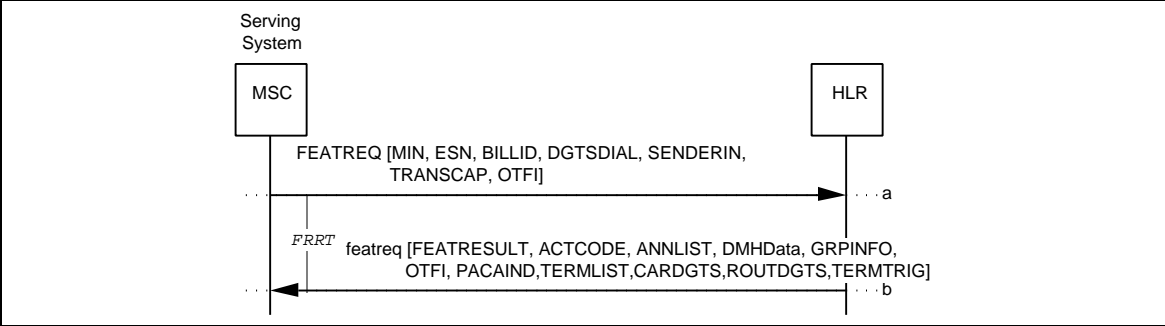 Serving
System
MSC
HLR
FEATREQ [MIN, ESN, BILLID, DGTSDIAL, SENDERIN,
TRANSCAP, OTFI]
a
FRRT
featreq [FEATRESULT, ACTCODE, ANNLIST, DMHData, GRPINFO,
OTFI, PACAIND,TERMLIST,CARDGTS,ROUTDGTS,TERMTRIG]
b